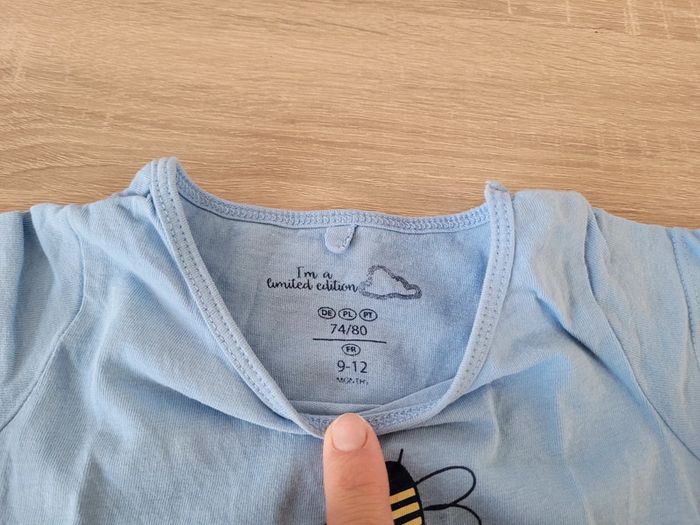 I'm a
limited edition
DE PL PT
74/80
FR
9-12
MONTHS